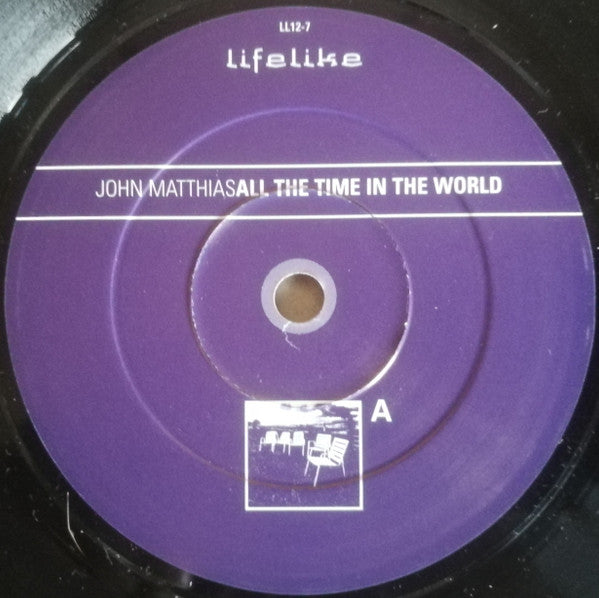 LL12-7
lifelike
JOHN MATTHIASALL THE TIME IN THE WORLD
A